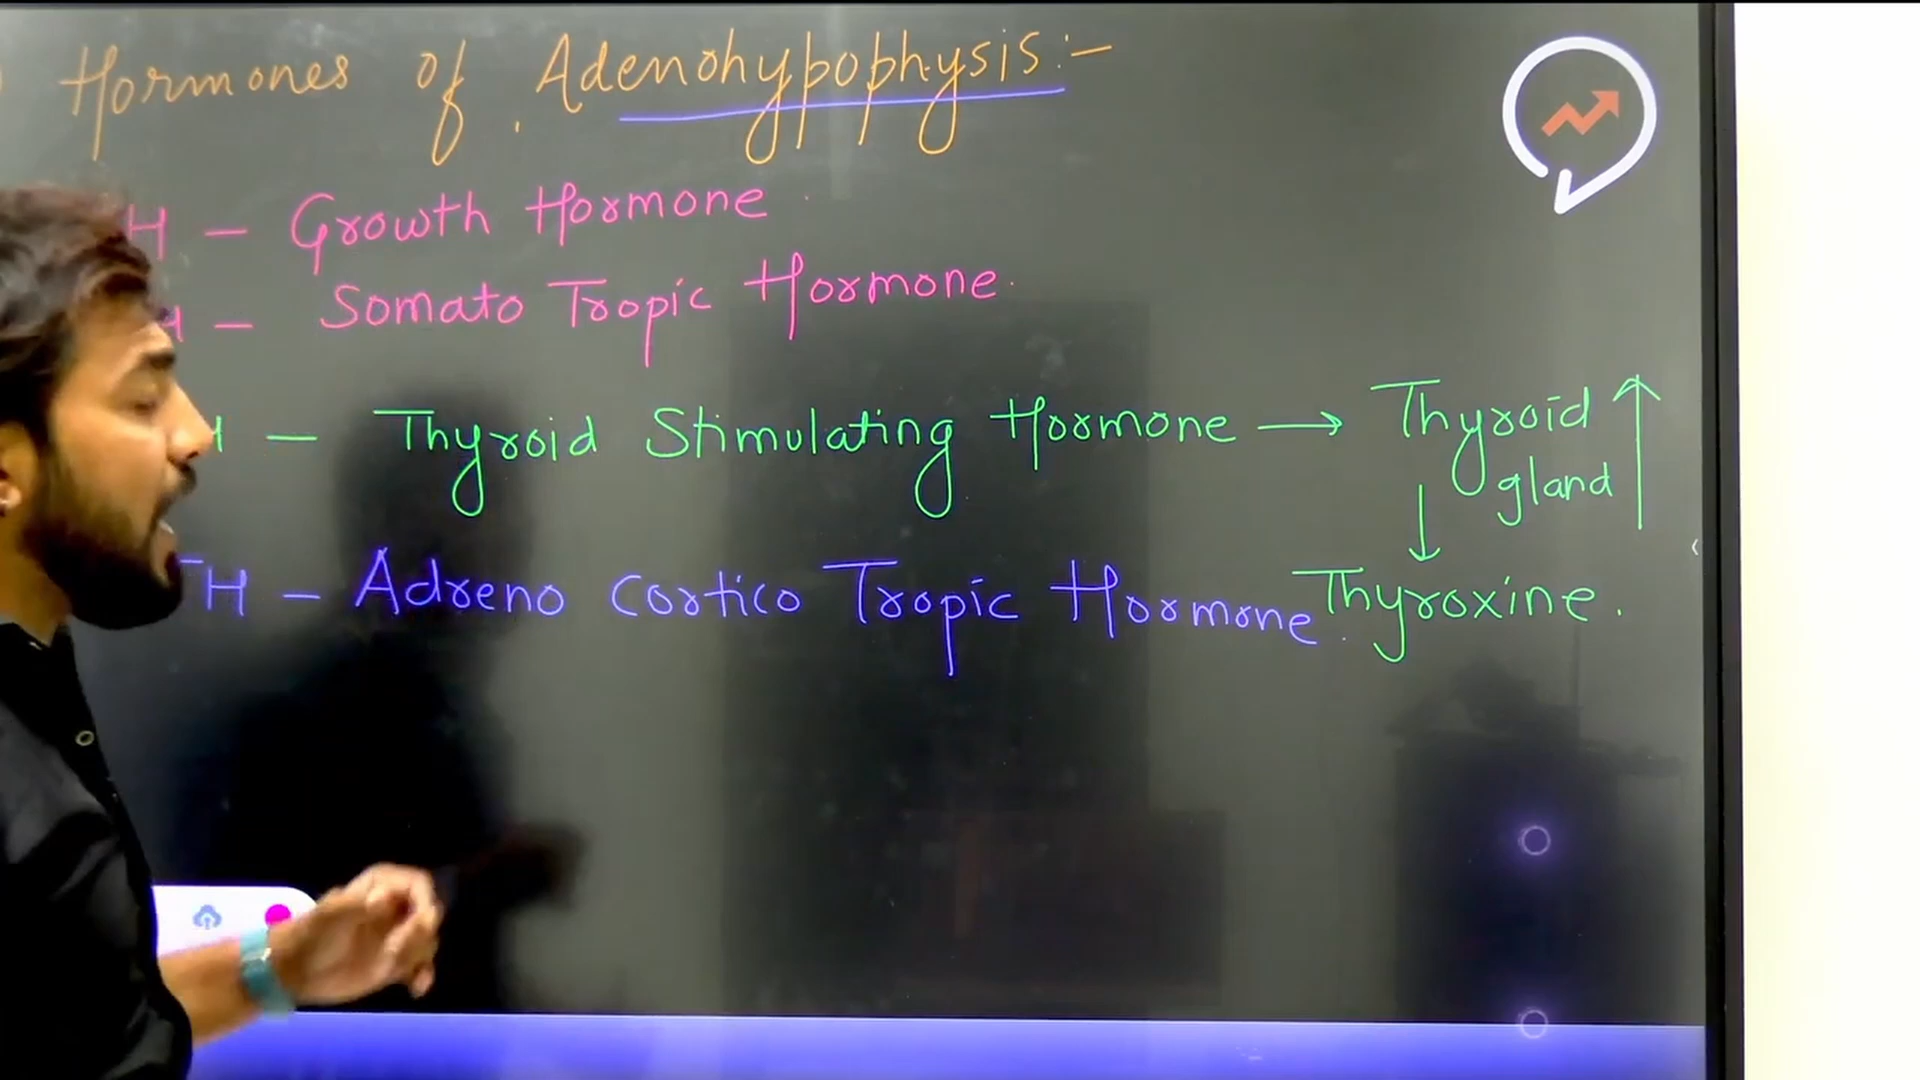 Hormones of Adenohypophysis:-
H - Growth Hormone
H - Somato Tropic Hormone.
H - Thyroid Stimulating Hormone → Thyroid gland ↑
↓
TH - Adreno Cortico Tropic Hormone.
Thyroxine.